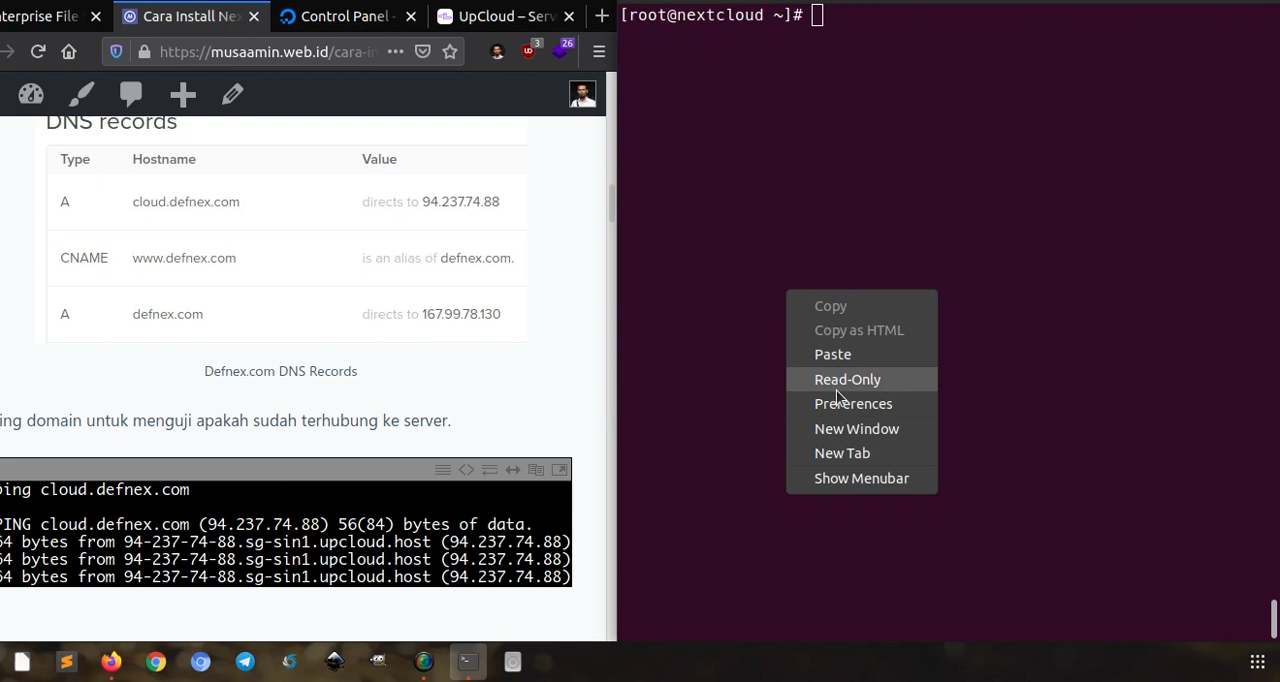 terprise File
Cara Install Nex
Control Panel -
UpCloud – Serv
https://musaamin.web.id/cara-in
3
26
DNS records
Type Hostname Value
A cloud.defnex.com directs to 94.237.74.88
CNAME www.defnex.com is an alias of defnex.com.
A defnex.com directs to 167.99.78.130
Defnex.com DNS Records
ing domain untuk menguji apakah sudah terhubung ke server.
ping cloud.defnex.com
PING cloud.defnex.com (94.237.74.88) 56(84) bytes of data.
64 bytes from 94-237-74-88.sg-sin1.upcloud.host (94.237.74.88)
64 bytes from 94-237-74-88.sg-sin1.upcloud.host (94.237.74.88)
64 bytes from 94-237-74-88.sg-sin1.upcloud.host (94.237.74.88)
[root@nextcloud ~]#
Copy
Copy as HTML
Paste
Read-Only
Preferences
New Window
New Tab
Show Menubar